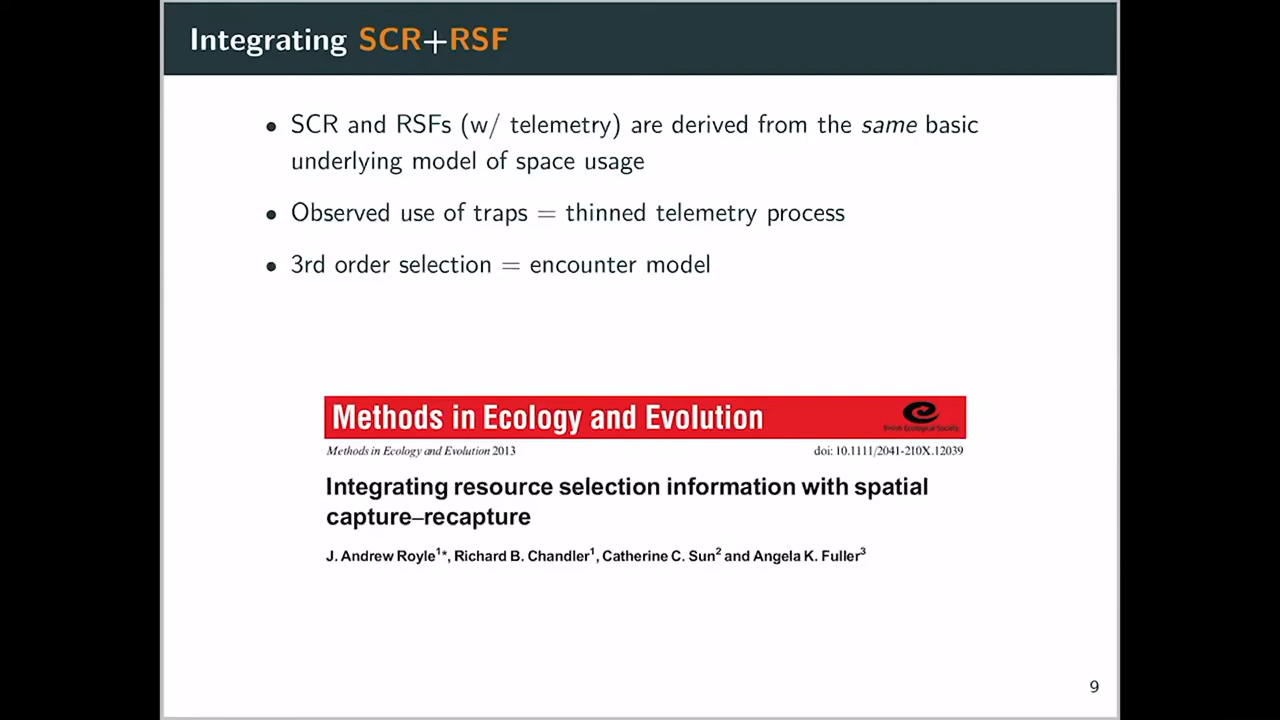 Integrating SCR+RSF
• SCR and RSFs (w/ telemetry) are derived from the same basic
underlying model of space usage
• Observed use of traps = thinned telemetry process
• 3rd order selection = encounter model
Methods in Ecology and Evolution
British Ecological Society
Methods in Ecology and Evolution 2013
doi: 10.1111/2041-210X.12039
Integrating resource selection information with spatial
capture–recapture
J. Andrew Royle1*, Richard B. Chandler1, Catherine C. Sun2 and Angela K. Fuller3
9